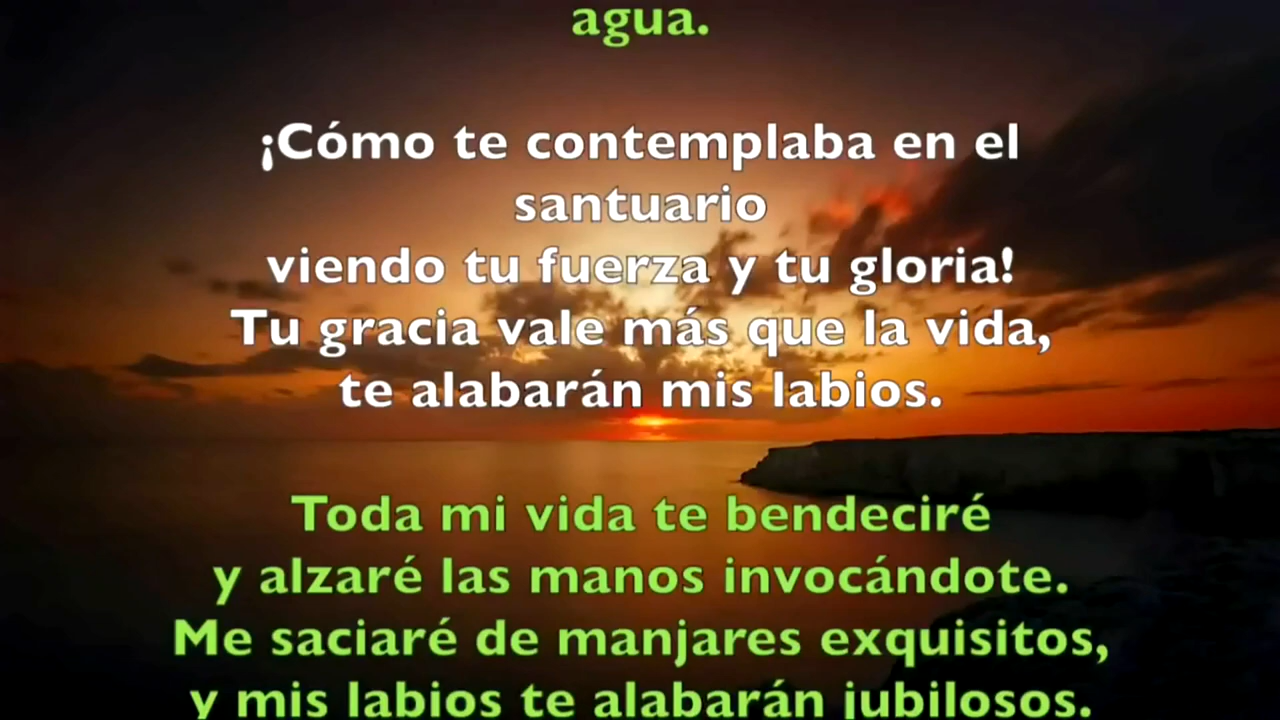 agua.
¡Cómo te contemplaba en el
santuario
viendo tu fuerza y tu gloria!
Tu gracia vale más que la vida,
te alabarán mis labios.
Toda mi vida te bendeciré
y alzaré las manos invocándote.
Me saciaré de manjares exquisitos,
y mis labios te alabarán jubilosos.